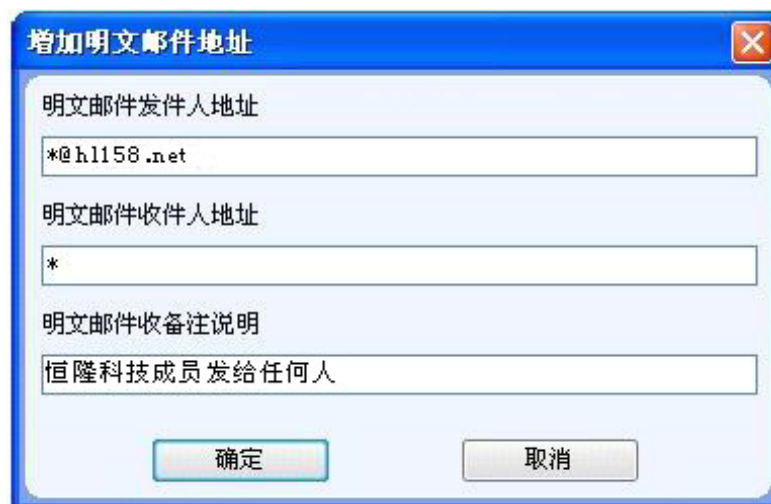 增加明文邮件地址
明文邮件发件人地址
*@hl158.net
明文邮件收件人地址
*
明文邮件收备注说明
恒隆科技成员发给任何人
确定 取消